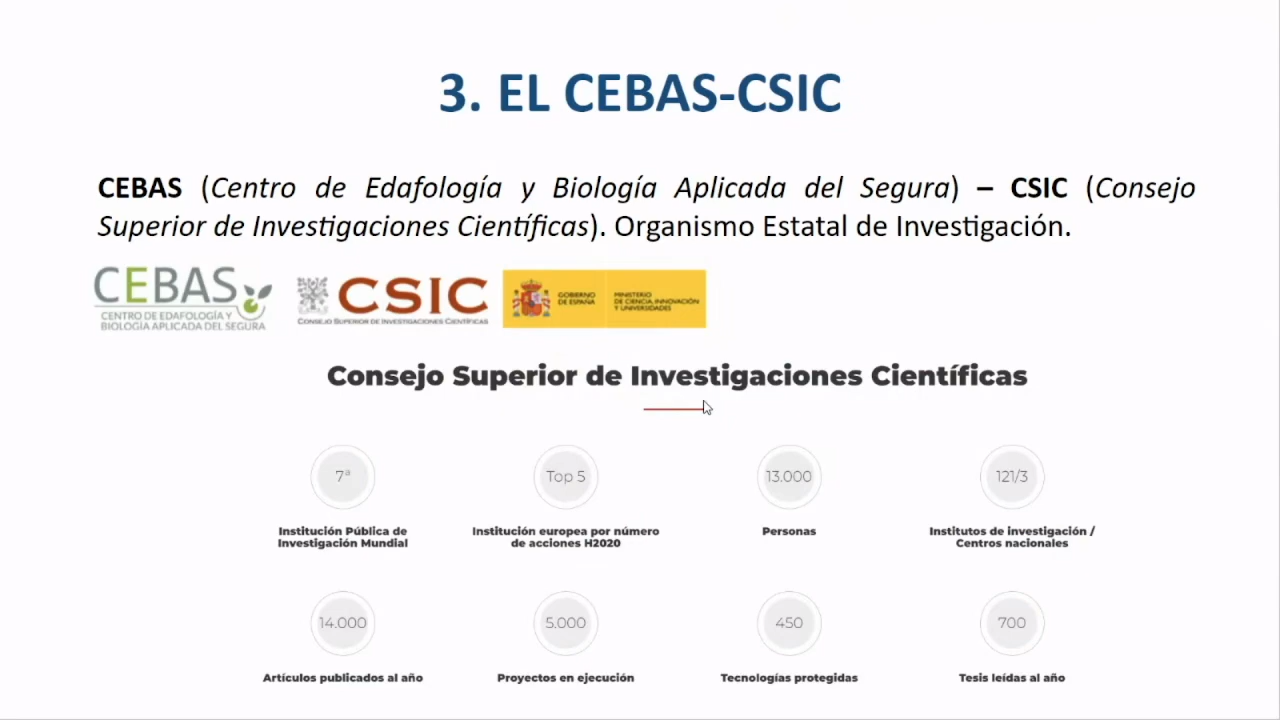 3. EL CEBAS-CSIC
CEBAS (Centro de Edafología y Biología Aplicada del Segura) – CSIC (Consejo
Superior de Investigaciones Científicas). Organismo Estatal de Investigación.
CEBAS
CENTRO DE EDAFOLOGÍA Y
BIOLOGÍA APLICADA DEL SEGURA
CSIC
CONSEJO SUPERIOR DE INVESTIGACIONES CIENTÍFICAS
GOBIERNO
DE ESPAÑA
MINISTERIO
DE CIENCIA, INNOVACIÓN
Y UNIVERSIDADES
Consejo Superior de Investigaciones Científicas
7ª
Institución Pública de
Investigación Mundial
Top 5
Institución europea por número
de acciones H2020
13.000
Personas
121/3
Institutos de investigación /
Centros nacionales
14.000
Artículos publicados al año
5.000
Proyectos en ejecución
450
Tecnologías protegidas
700
Tesis leídas al año